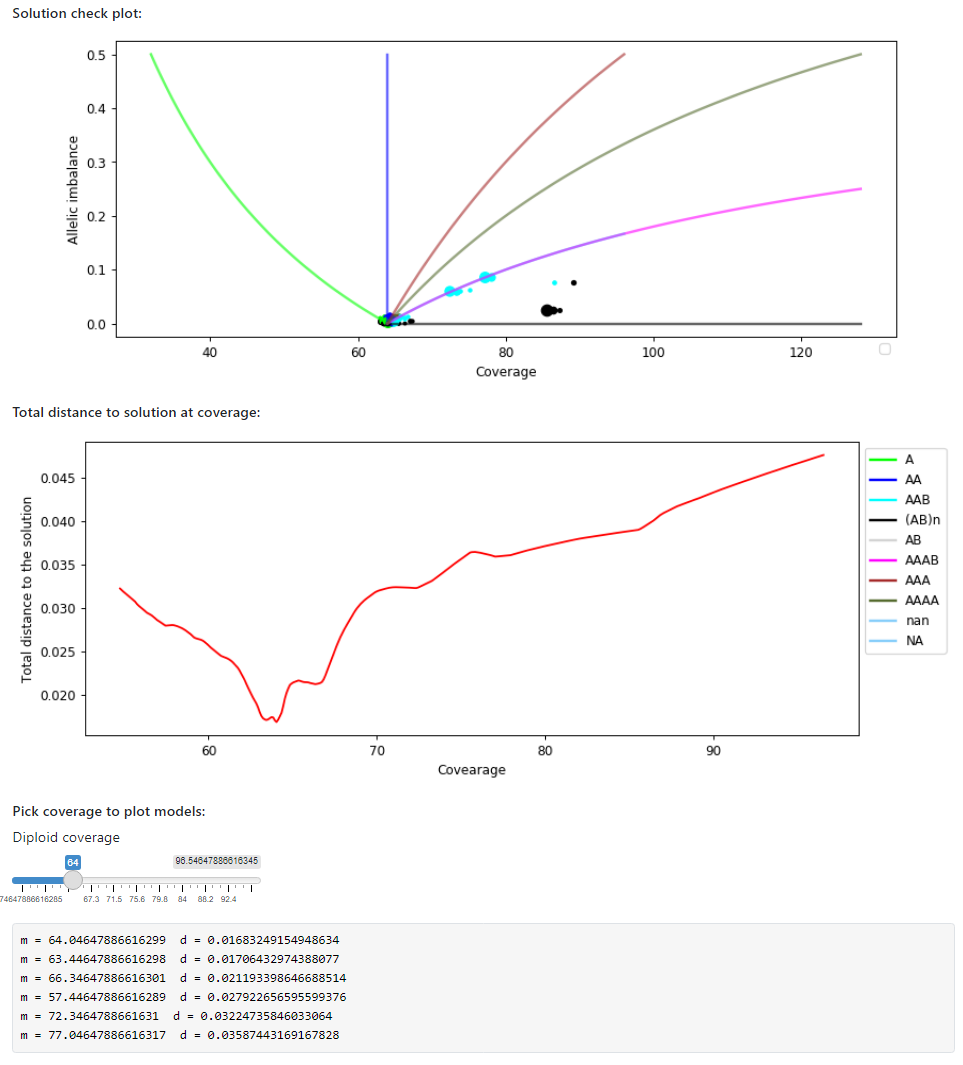 Solution check plot:
0.5
0.4
0.3
0.2
0.1
0.0
Allelic imbalance
40 60 80 100 120
Coverage
Total distance to solution at coverage:
0.045
0.040
0.035
0.030
0.025
0.020
Total distance to the solution
60 70 80 90
Covearage
A
AA
AAB
(AB)n
AB
AAAB
AAA
AAAA
nan
NA
Pick coverage to plot models:
Diploid coverage
64 96.54647886616345
74647886616285 67.3 71.5 75.6 79.8 84 88.2 92.4
m = 64.04647886616299 d = 0.01683249154948634
m = 63.44647886616298 d = 0.01706432974388077
m = 66.34647886616301 d = 0.021193398646688514
m = 57.44647886616289 d = 0.027922656595599376
m = 72.3464788661631 d = 0.03224735846033064
m = 77.04647886616317 d = 0.03587443169167828